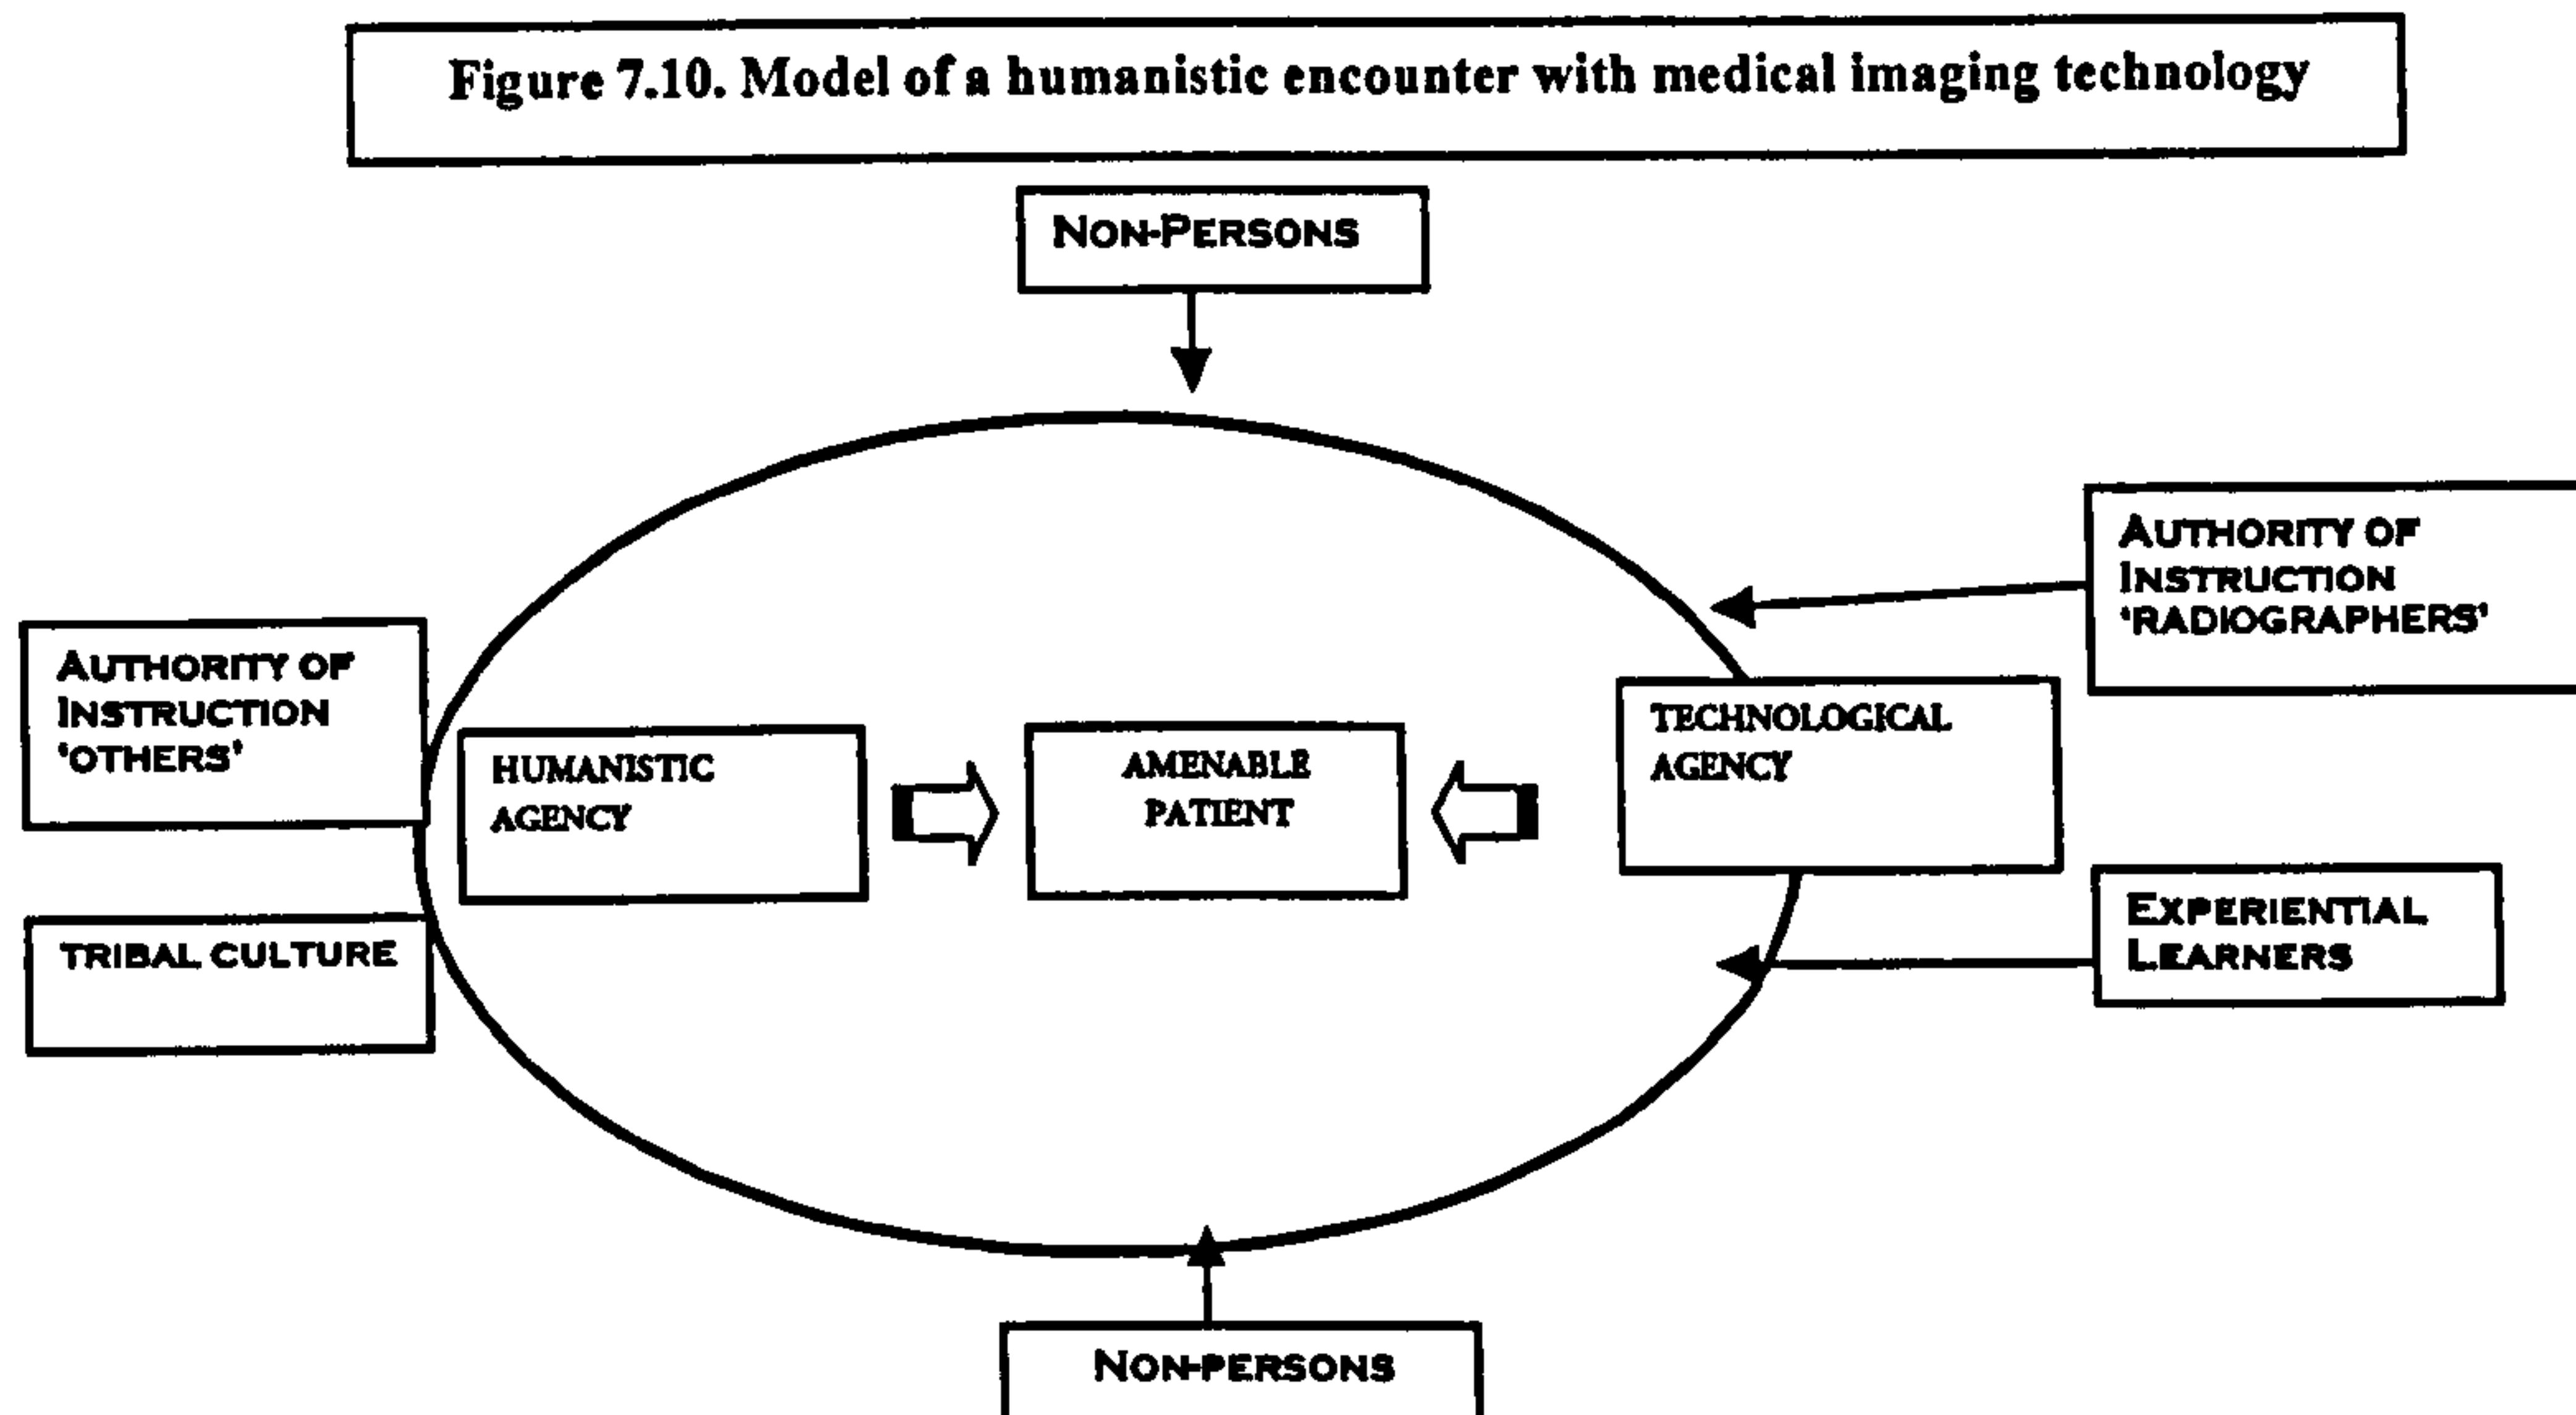 Figure 7.10. Model of a humanistic encounter with medical imaging technology
NON-PERSONS
AUTHORITY OF
INSTRUCTION
'RADIOGRAPHERS'
AUTHORITY OF
INSTRUCTION
'OTHERS'
HUMANISTIC
AGENCY
AMENABLE
PATIENT
TECHNOLOGICAL
AGENCY
TRIBAL CULTURE
EXPERIENTIAL
LEARNERS
NON-PERSONS